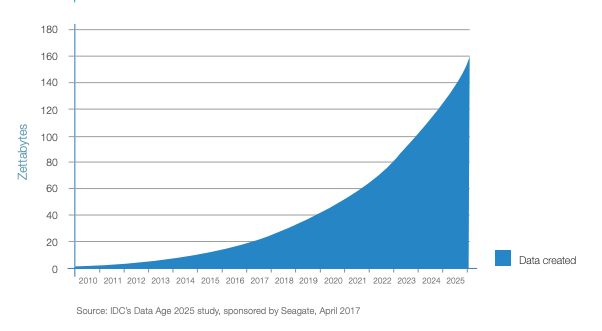 180
160
140
120
100
80
60
40
20
0
Zettabytes
2010 2011 2012 2013 2014 2015 2016 2017 2018 2019 2020 2021 2022 2023 2024 2025
Data created
Source: IDC's Data Age 2025 study, sponsored by Seagate, April 2017